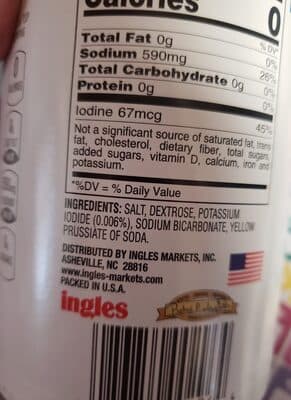 Calories 0
% DV*
Total Fat 0g 0%
Sodium 590mg 26%
Total Carbohydrate 0g 0%
Protein 0g
Iodine 67mcg 45%
Not a significant source of saturated fat, trans
fat, cholesterol, dietary fiber, total sugars,
added sugars, vitamin D, calcium, iron and
potassium.
*%DV = % Daily Value
INGREDIENTS: SALT, DEXTROSE, POTASSIUM
IODIDE (0.006%), SODIUM BICARBONATE, YELLOW
PRUSSIATE OF SODA.
DISTRIBUTED BY INGLES MARKETS, INC.
ASHEVILLE, NC 28816
www.ingles-markets.com
PACKED IN U.S.A.
ingles